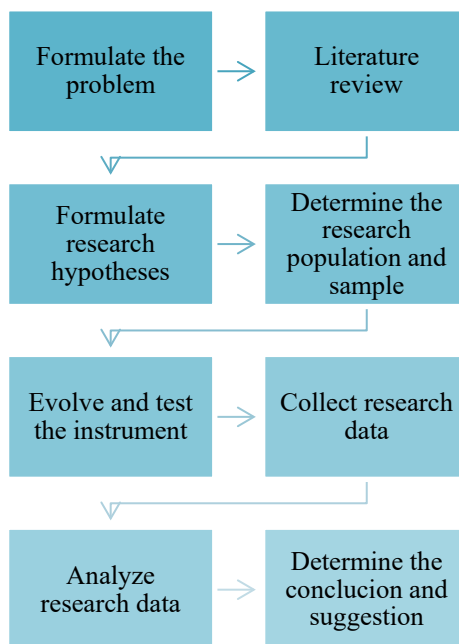 Formulate the
problem
Literature
review
Formulate
research
hypotheses
Determine the
research
population and
sample
Evolve and test
the instrument
Collect research
data
Analyze
research data
Determine the
conclucion and
suggestion